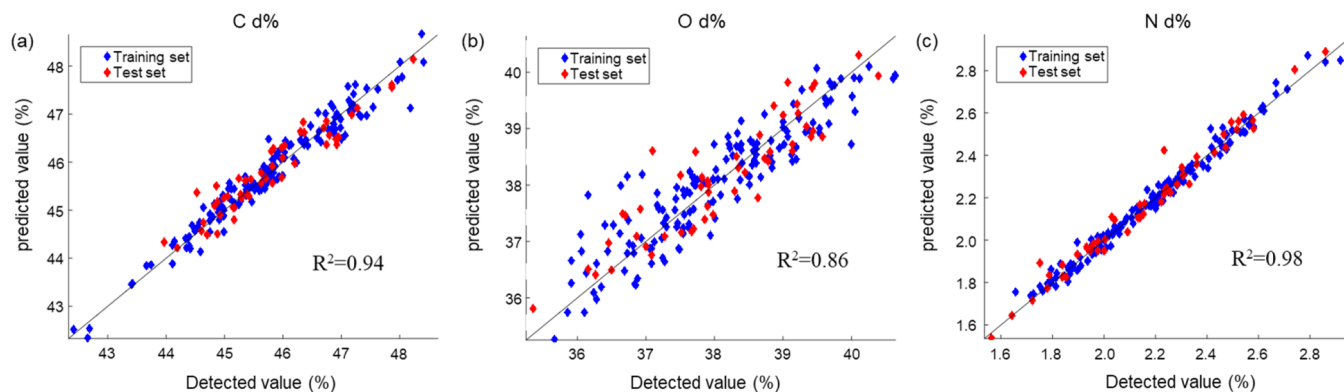 C d%
(a)
Training set
Test set
predicted value (%)
48
47
46
45
44
43
R²=0.94
43 44 45 46 47 48
Detected value (%)
O d%
(b)
Training set
Test set
predicted value (%)
40
39
38
37
36
R²=0.86
36 37 38 39 40
Detected value (%)
N d%
(c)
Training set
Test set
predicted value (%)
2.8
2.6
2.4
2.2
2.0
1.8
1.6
R²=0.98
1.6 1.8 2.0 2.2 2.4 2.6 2.8
Detected value (%)